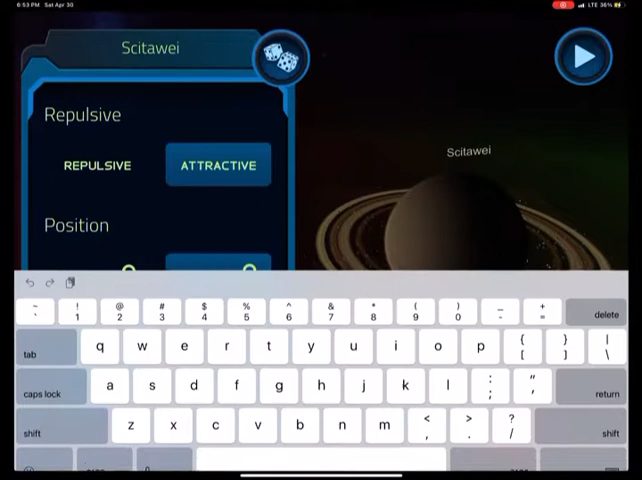 6:53 PM Sat Apr 30
LTE 36%
Scitawei
Repulsive
REPULSIVE ATTRACTIVE
Scitawei
Position
~ ! @ # $ % ^ & * ( ) _ +
` 1 2 3 4 5 6 7 8 9 0 - = delete
tab q w e r t y u i o p { [ } ] | \
caps lock a s d f g h j k l : ; " ' return
shift z x c v b n m < , > . ? / shift